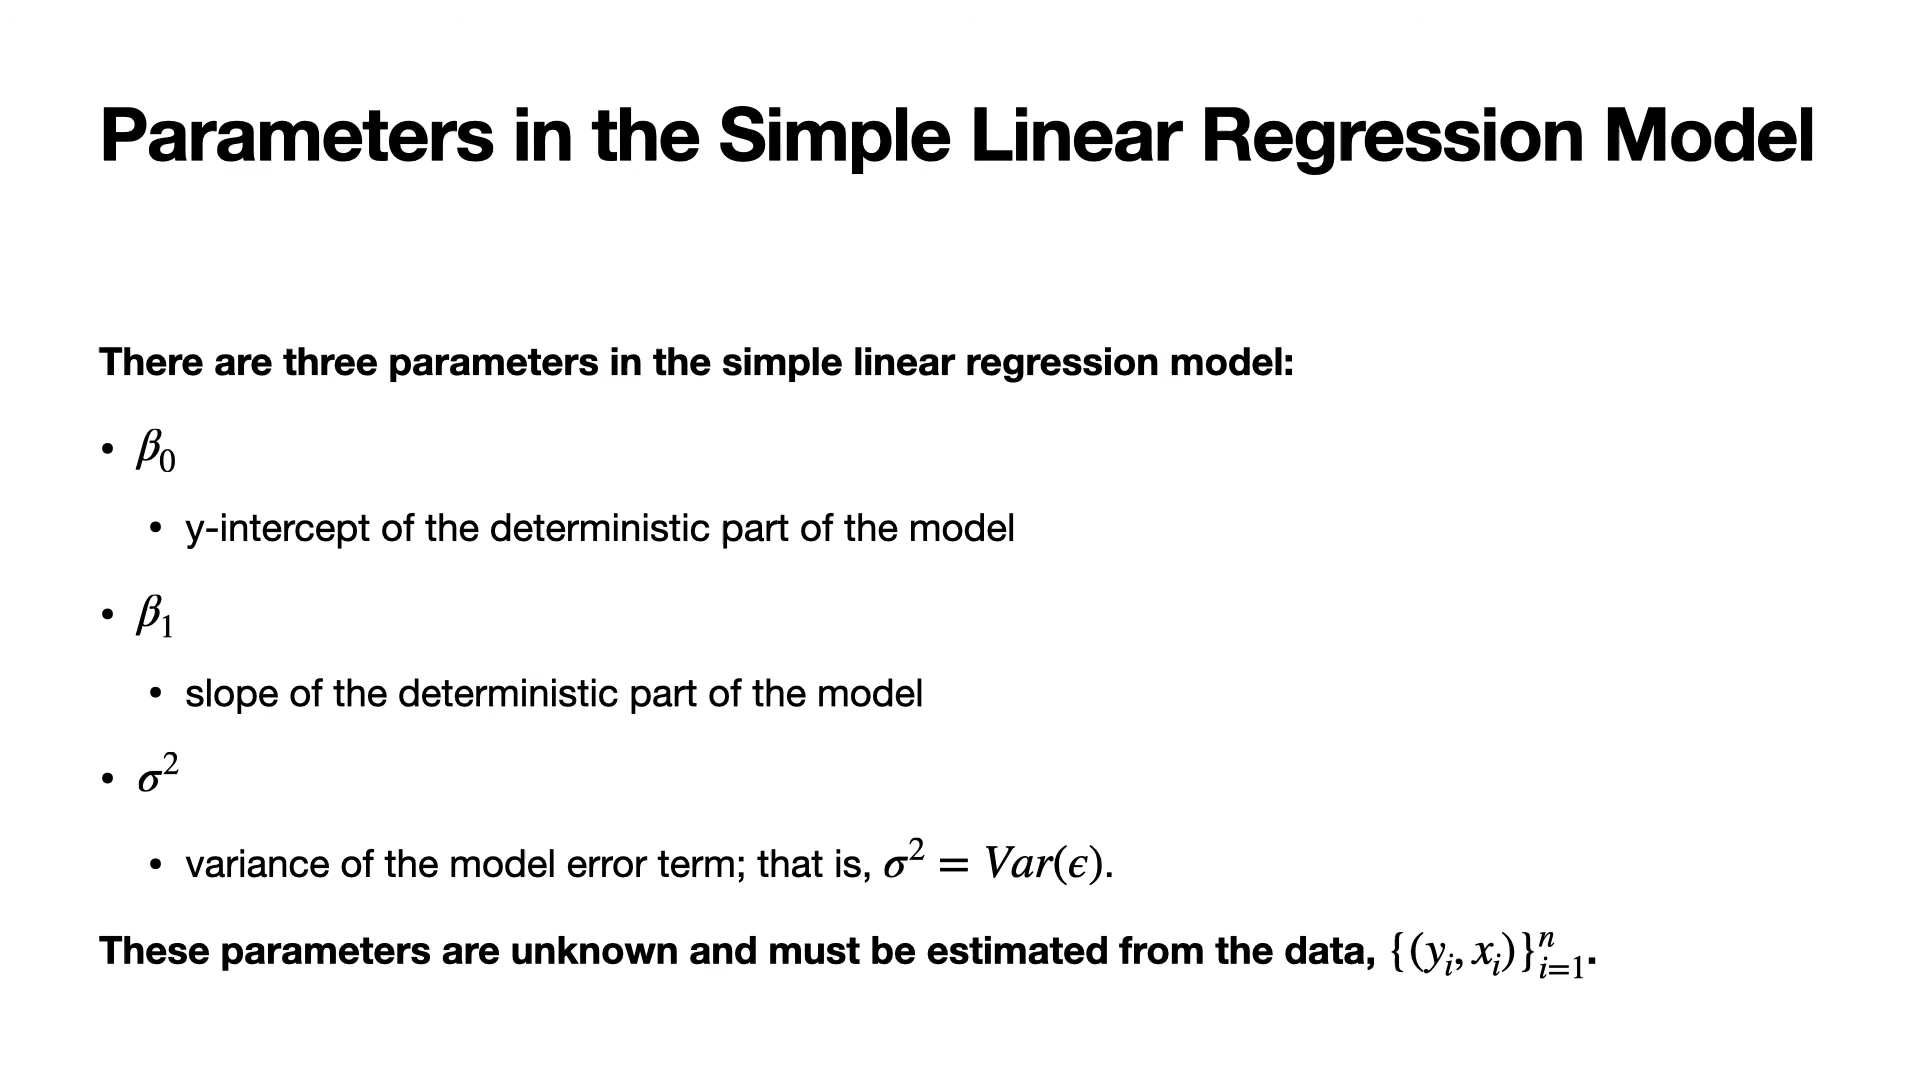 Parameters in the Simple Linear Regression Model
There are three parameters in the simple linear regression model:
• β₀
• y-intercept of the deterministic part of the model
• β₁
• slope of the deterministic part of the model
• σ²
• variance of the model error term; that is, σ² = Var(ϵ).
These parameters are unknown and must be estimated from the data, {(yᵢ, xᵢ)}ⁿᵢ₌₁.